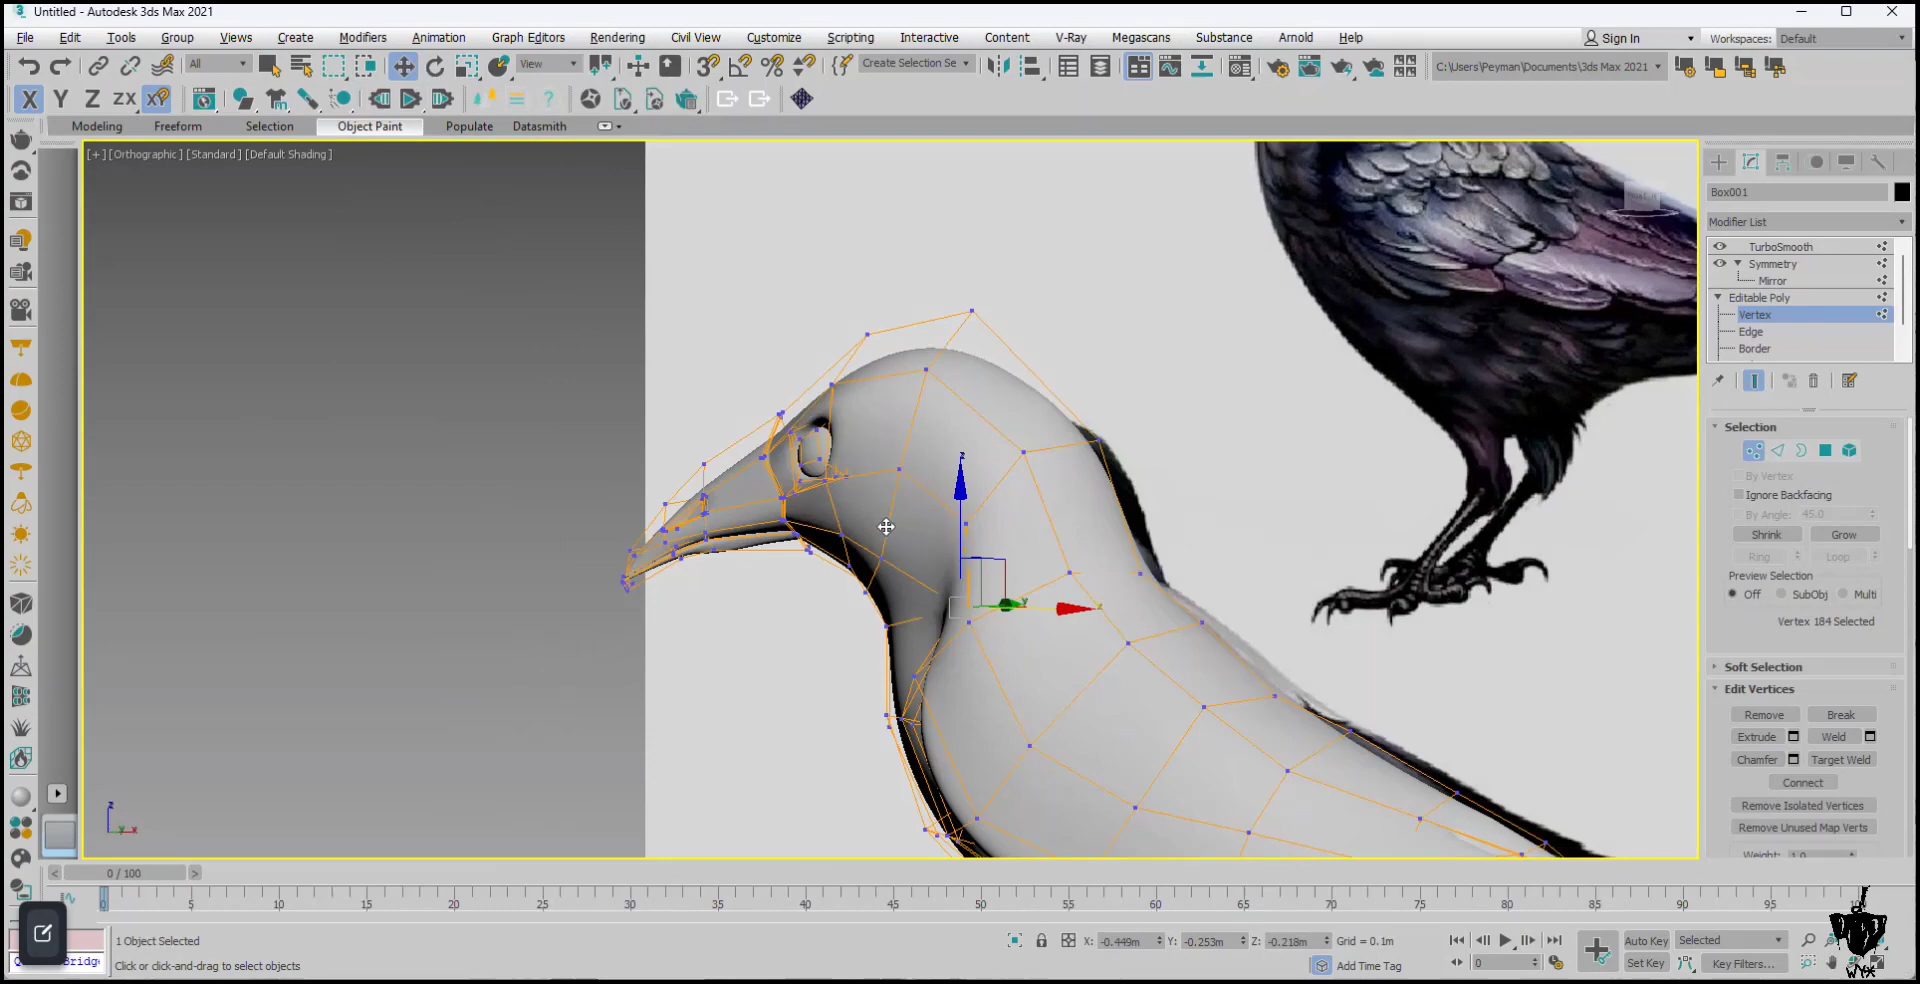 Untitled - Autodesk 3ds Max 2021
File Edit Tools Group Views Create Modifiers Animation Graph Editors Rendering Civil View Customize Scripting Interactive Content V-Ray Megascans Substance Arnold Help
Sign In
Workspaces: Default
All
View
Create Selection Se
C:\Users\Peyman\Documents\3ds Max 2021
X Y Z ZX XY
Modeling Freeform Selection Object Paint Populate Datasmith
[+] [Orthographic] [Standard] [Default Shading]
Box001
Modifier List
TurboSmooth
Symmetry
Mirror
Editable Poly
Vertex
Edge
Border
Selection
By Vertex
Ignore Backfacing
By Angle: 45.0
Shrink Grow
Ring Loop
Preview Selection
Off SubObj Multi
Vertex 184 Selected
Soft Selection
Edit Vertices
Remove Break
Extrude Weld
Chamfer Target Weld
Connect
Remove Isolated Vertices
Remove Unused Map Verts
Weight: 1.0
z
z
y x
< 0 / 100 >
0 5 10 15 20 25 30 35 40 45 50 55 60 65 70 75 80 85 90 95
1 Object Selected
X: -0.449m Y: -0.253m Z: -0.218m Grid = 0.1m
Auto Key Selected
Click or click-and-drag to select objects
Add Time Tag
0
Set Key Key Filters...